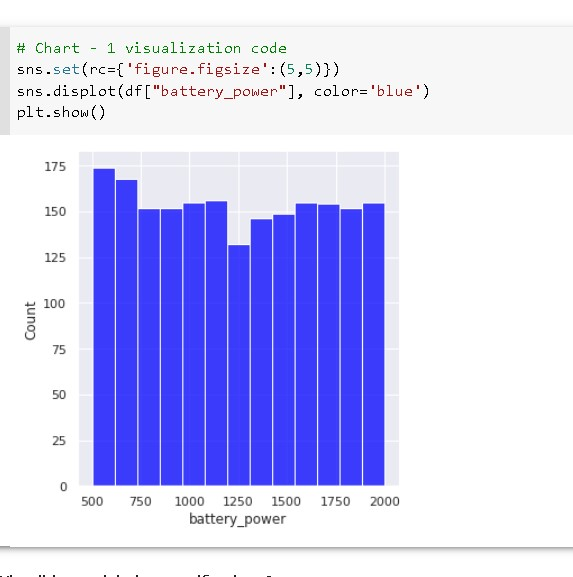 # Chart - 1 visualization code
sns.set(rc={'figure.figsize':(5,5)})
sns.displot(df["battery_power"], color='blue')
plt.show()
175
150
125
100
75
50
25
0
Count
500 750 1000 1250 1500 1750 2000
battery_power